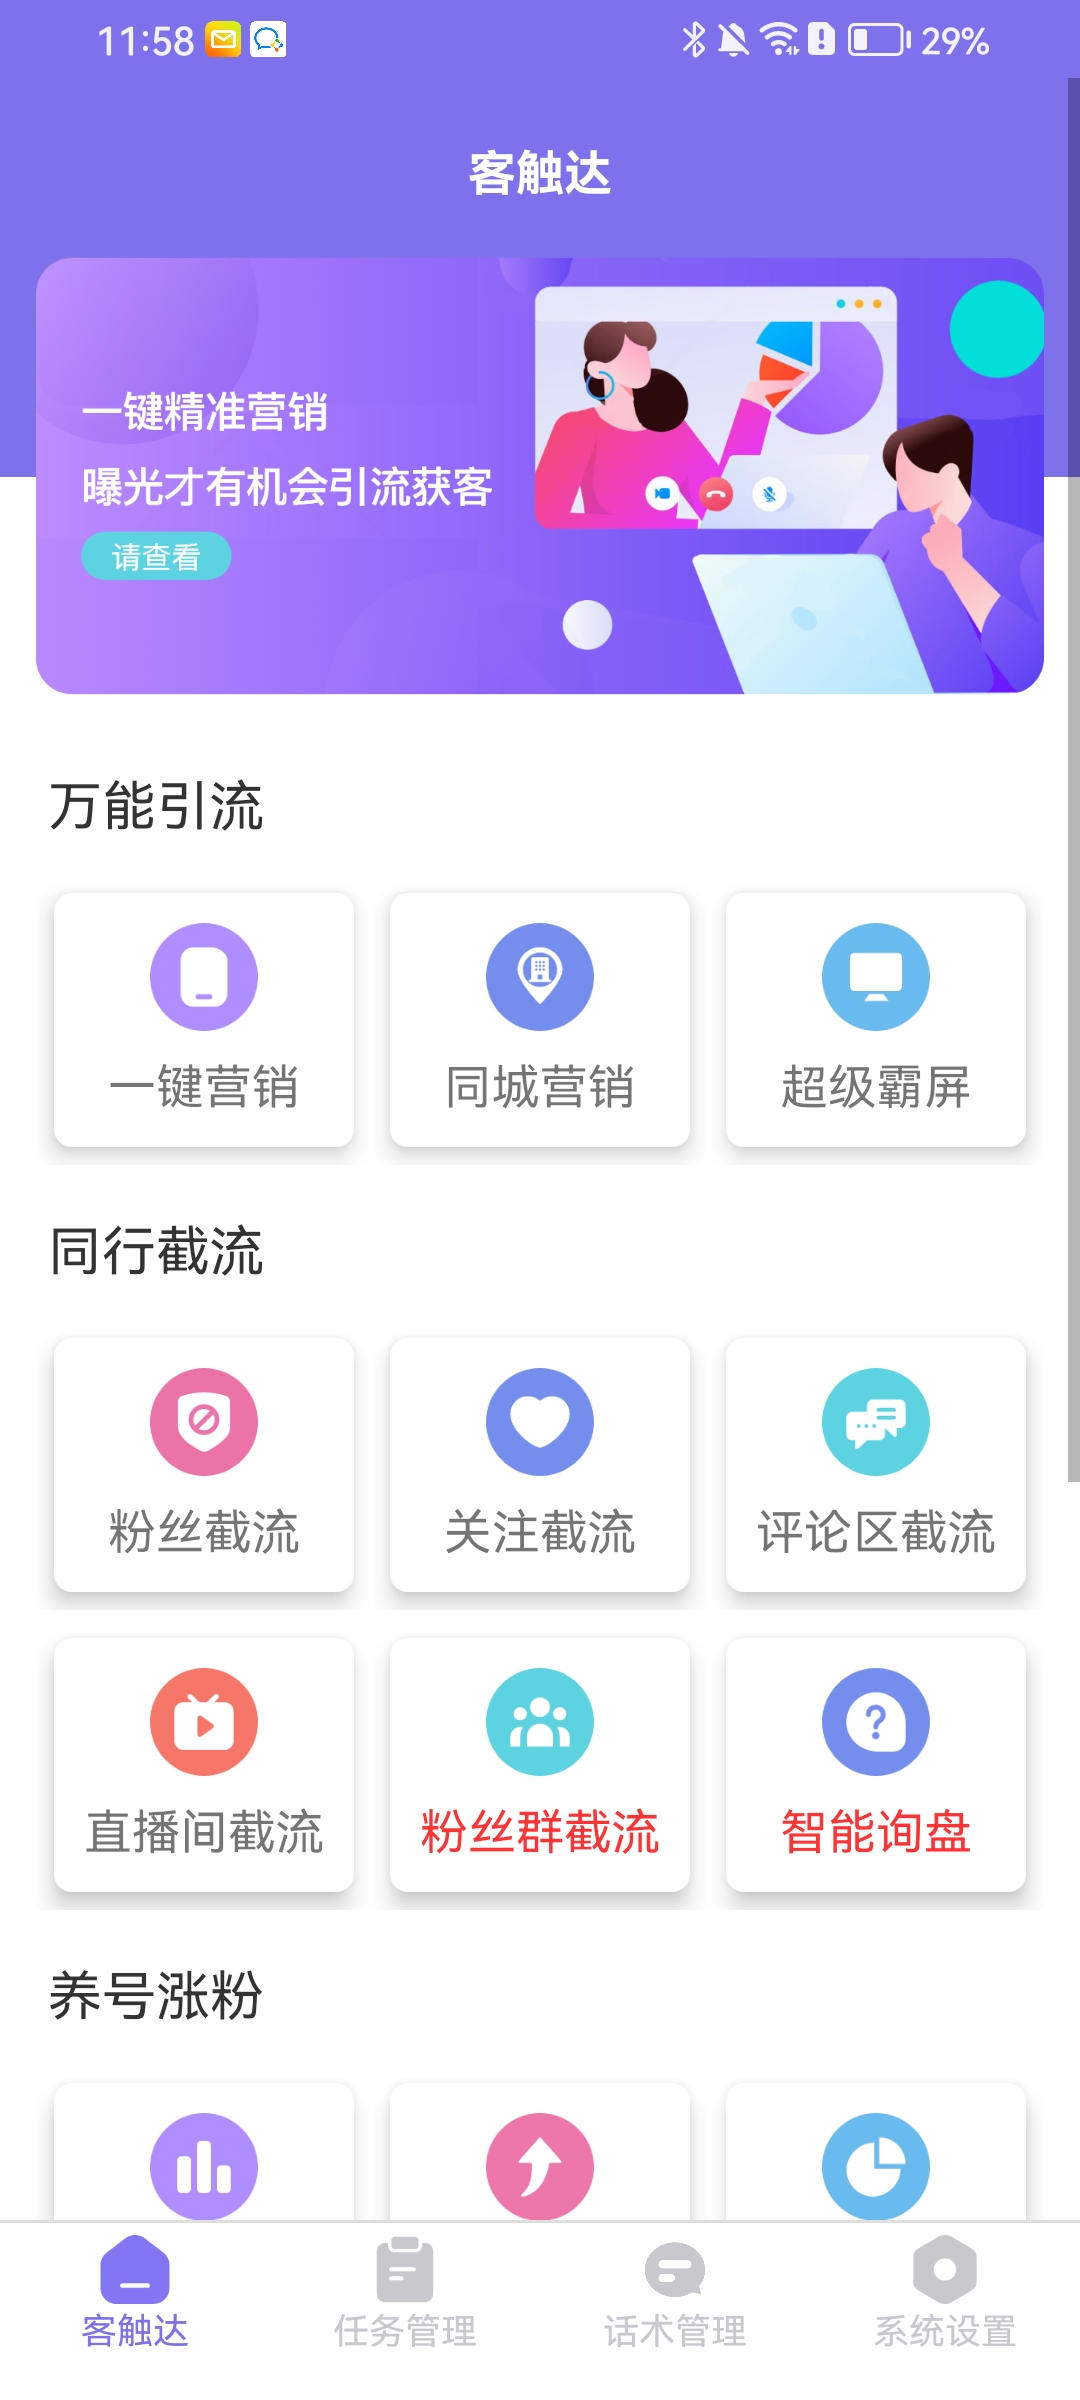 11:58
29%
客触达
一键精准营销
曝光才有机会引流获客
请查看
万能引流
一键营销
同城营销
超级霸屏
同行截流
粉丝截流
关注截流
评论区截流
直播间截流
粉丝群截流
智能询盘
养号涨粉
客触达
任务管理
话术管理
系统设置